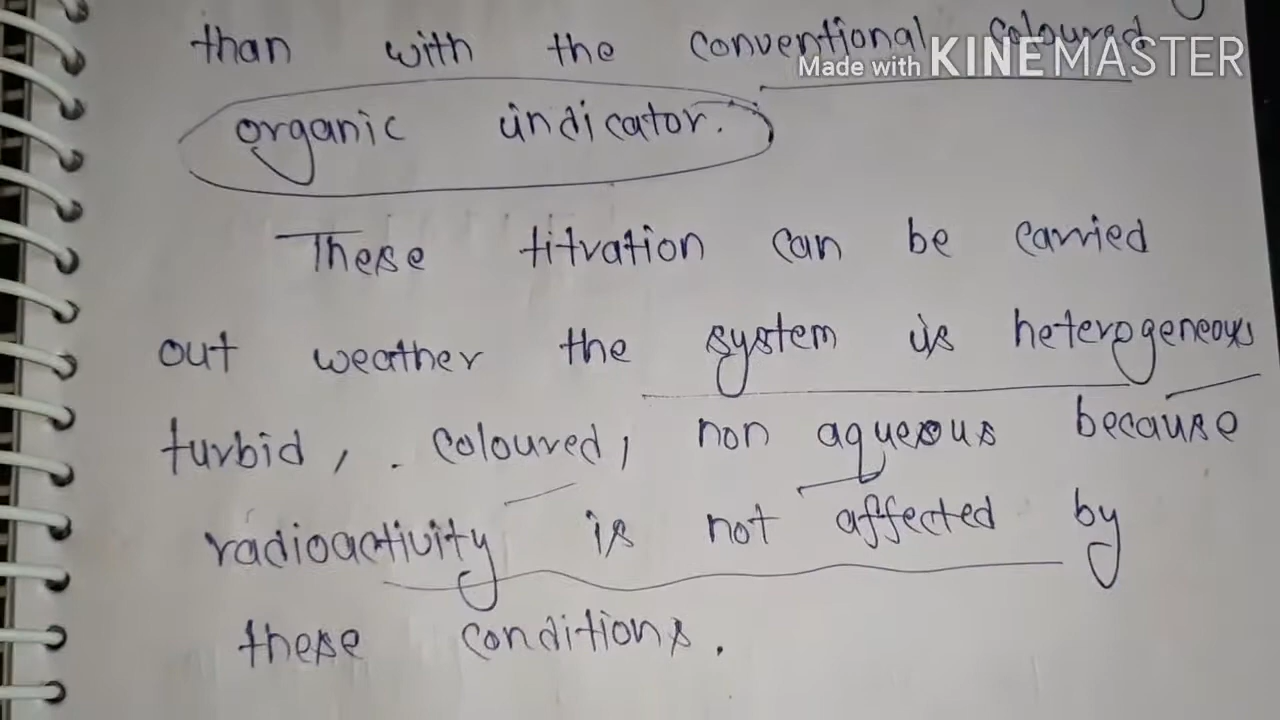 than with the conventional coloured
Made with KINEMASTER
organic indicator.
These titration can be carried
out weather the system is heterogeneous
turbid, . coloured, non aqueous because
radioactivity is not affected by
these conditions.